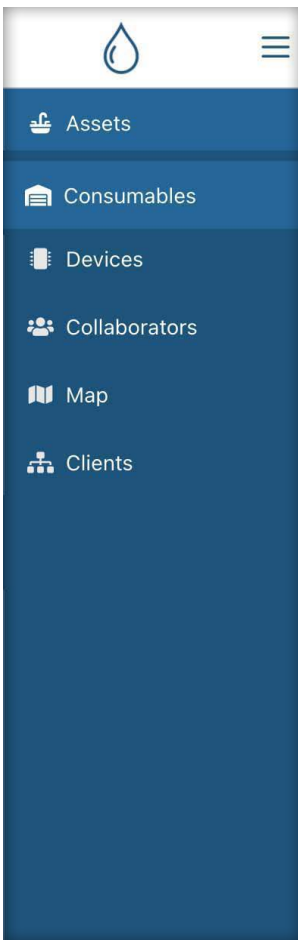 Assets
Consumables
Devices
Collaborators
Map
Clients